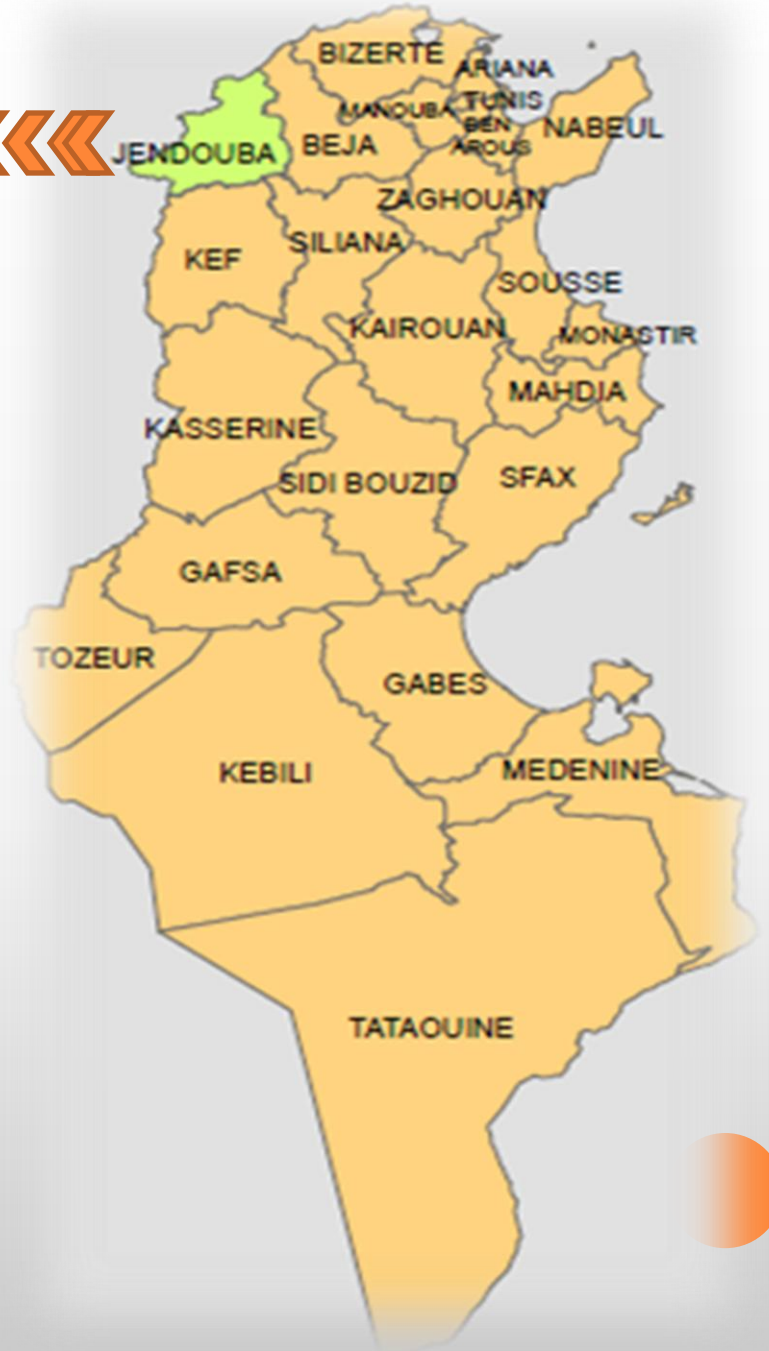 BIZERTE
ARIANA
MANOUBA
TUNIS
BEN
AROUS
NABEUL
JENDOUBA
BEJA
ZAGHOUAN
SILIANA
KEF
SOUSSE
KAIROUAN
MONASTIR
MAHDIA
KASSERINE
SIDI BOUZID
SFAX
GAFSA
TOZEUR
GABES
KEBILI
MEDENINE
TATAOUINE